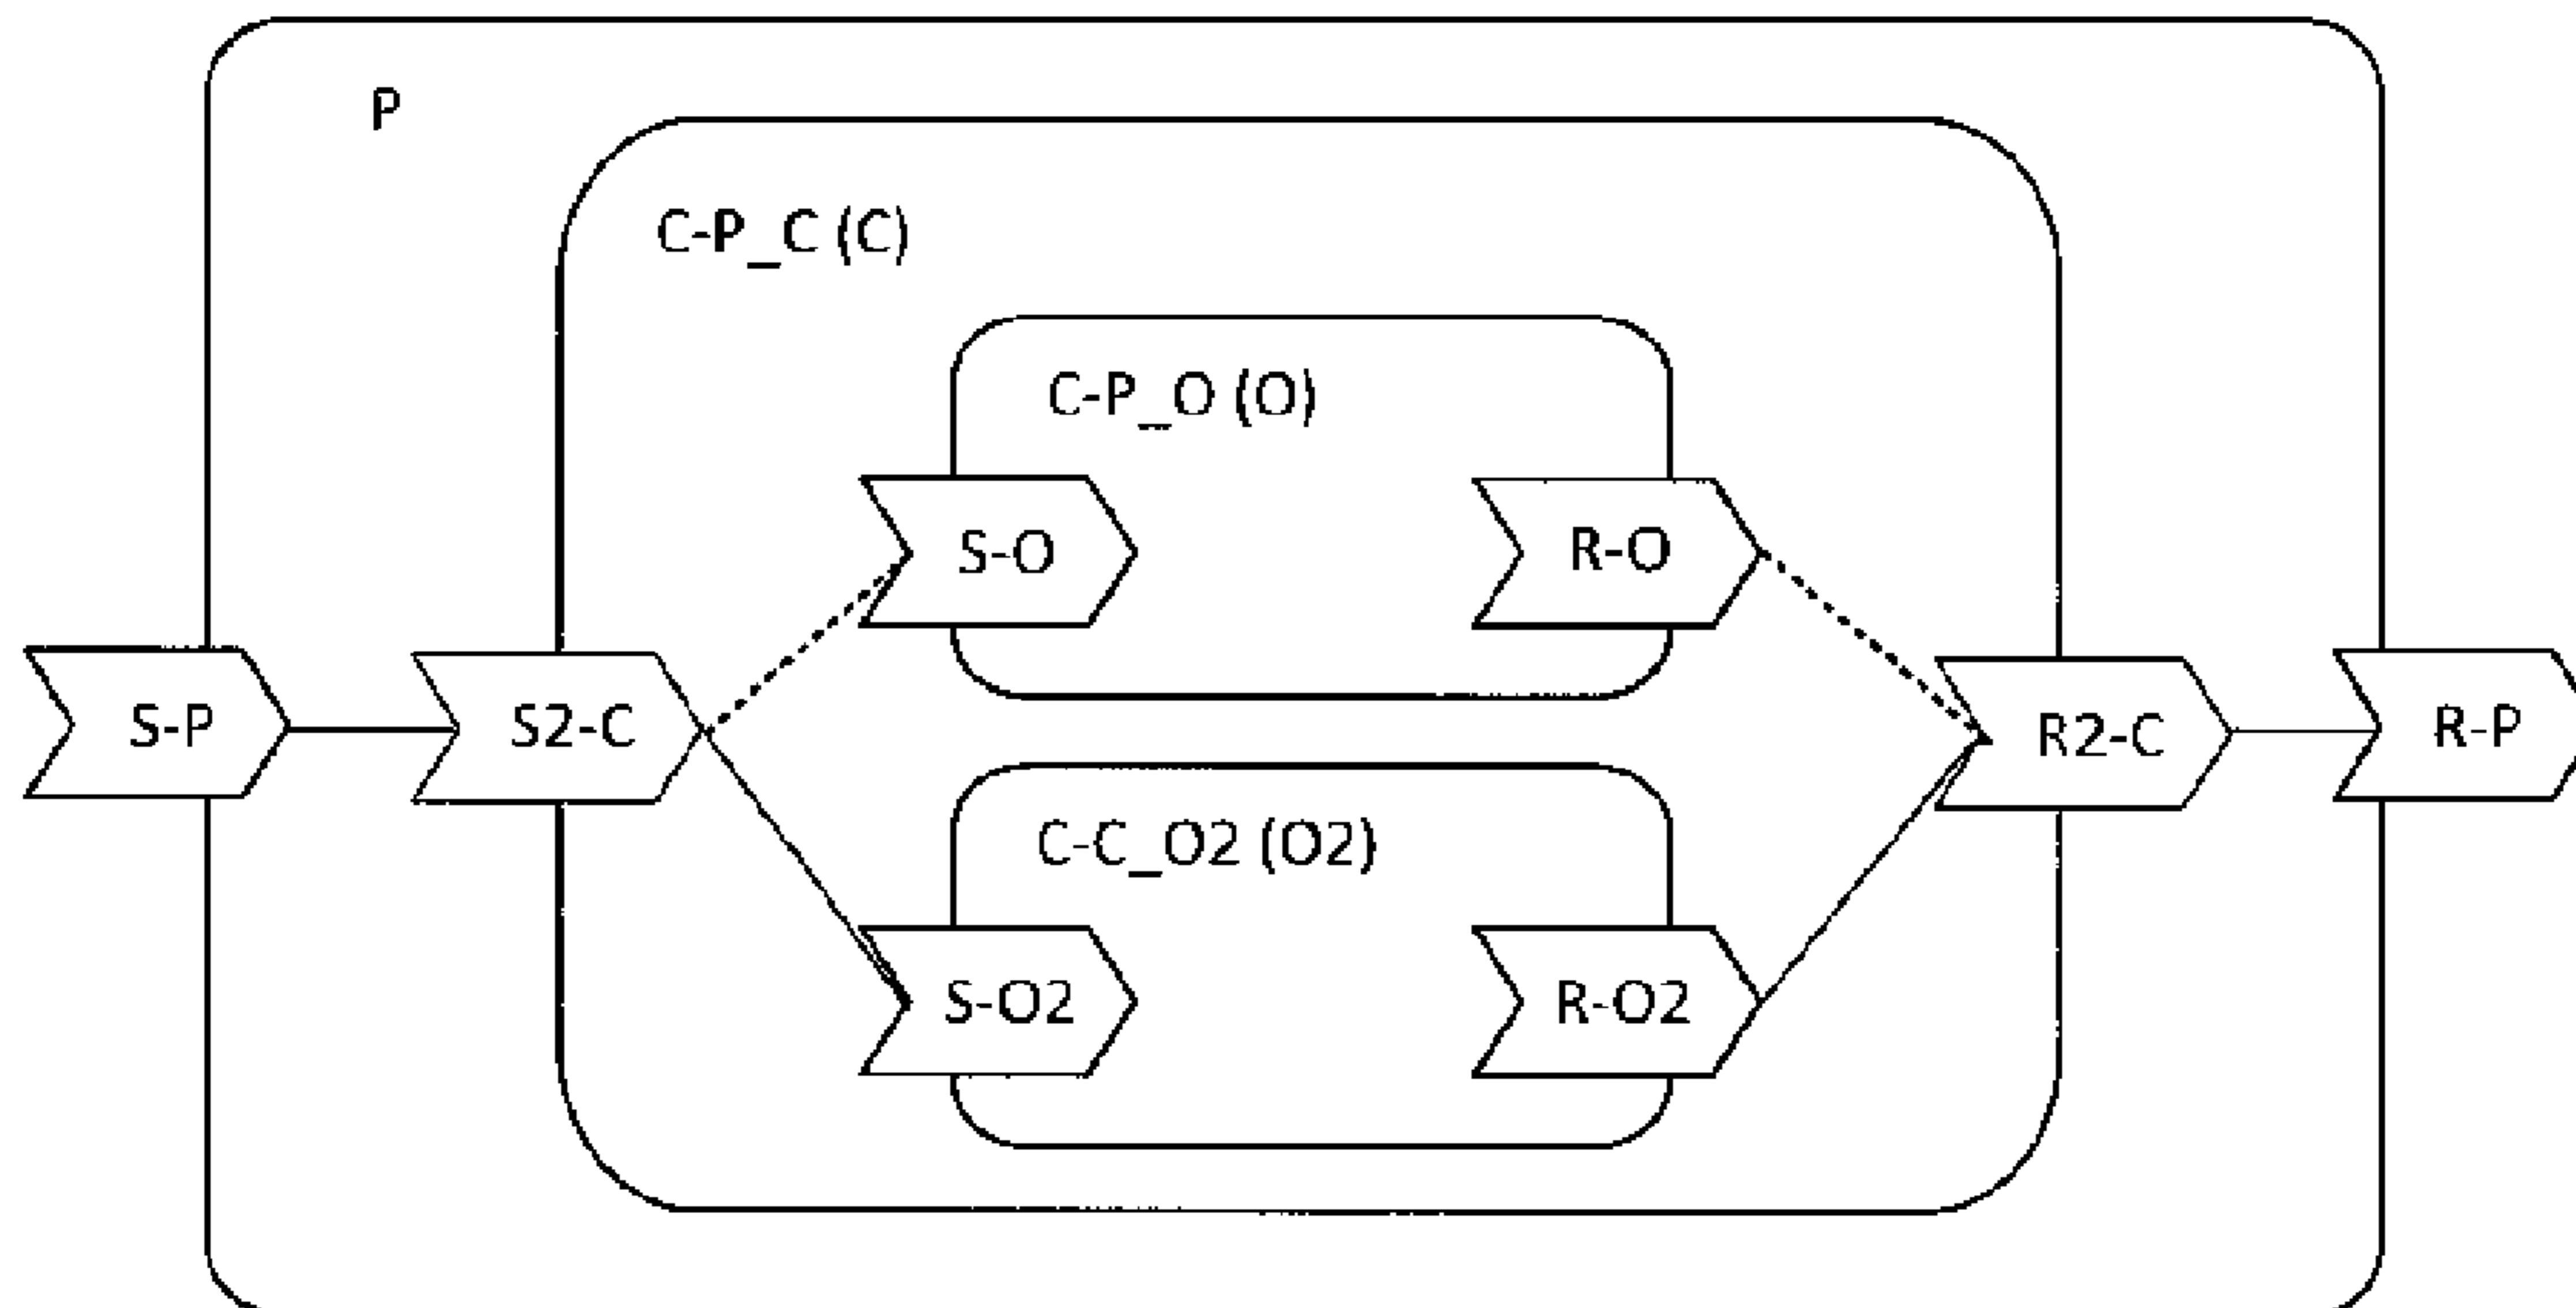 P
C-P_C (C)
C-P_O (O)
S-O
R-O
S-P
S2-C
R2-C
R-P
C-C_O2 (O2)
S-O2
R-O2